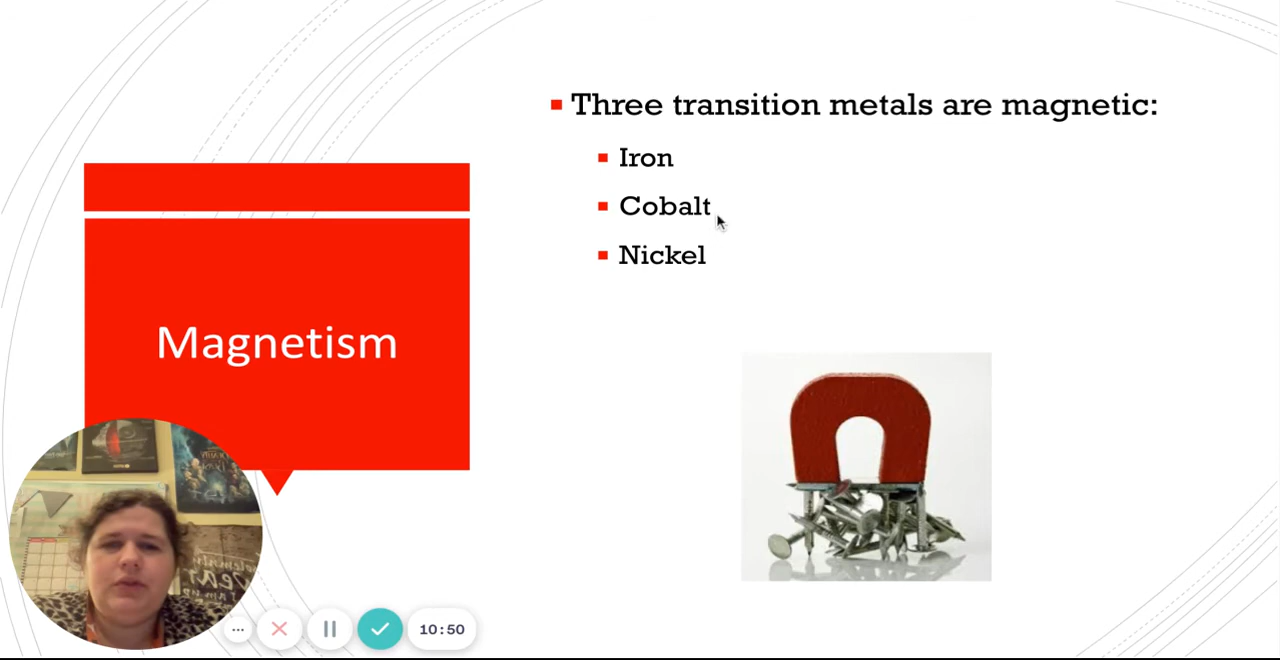 Three transition metals are magnetic:
Iron
Cobalt
Nickel
Magnetism
10:50